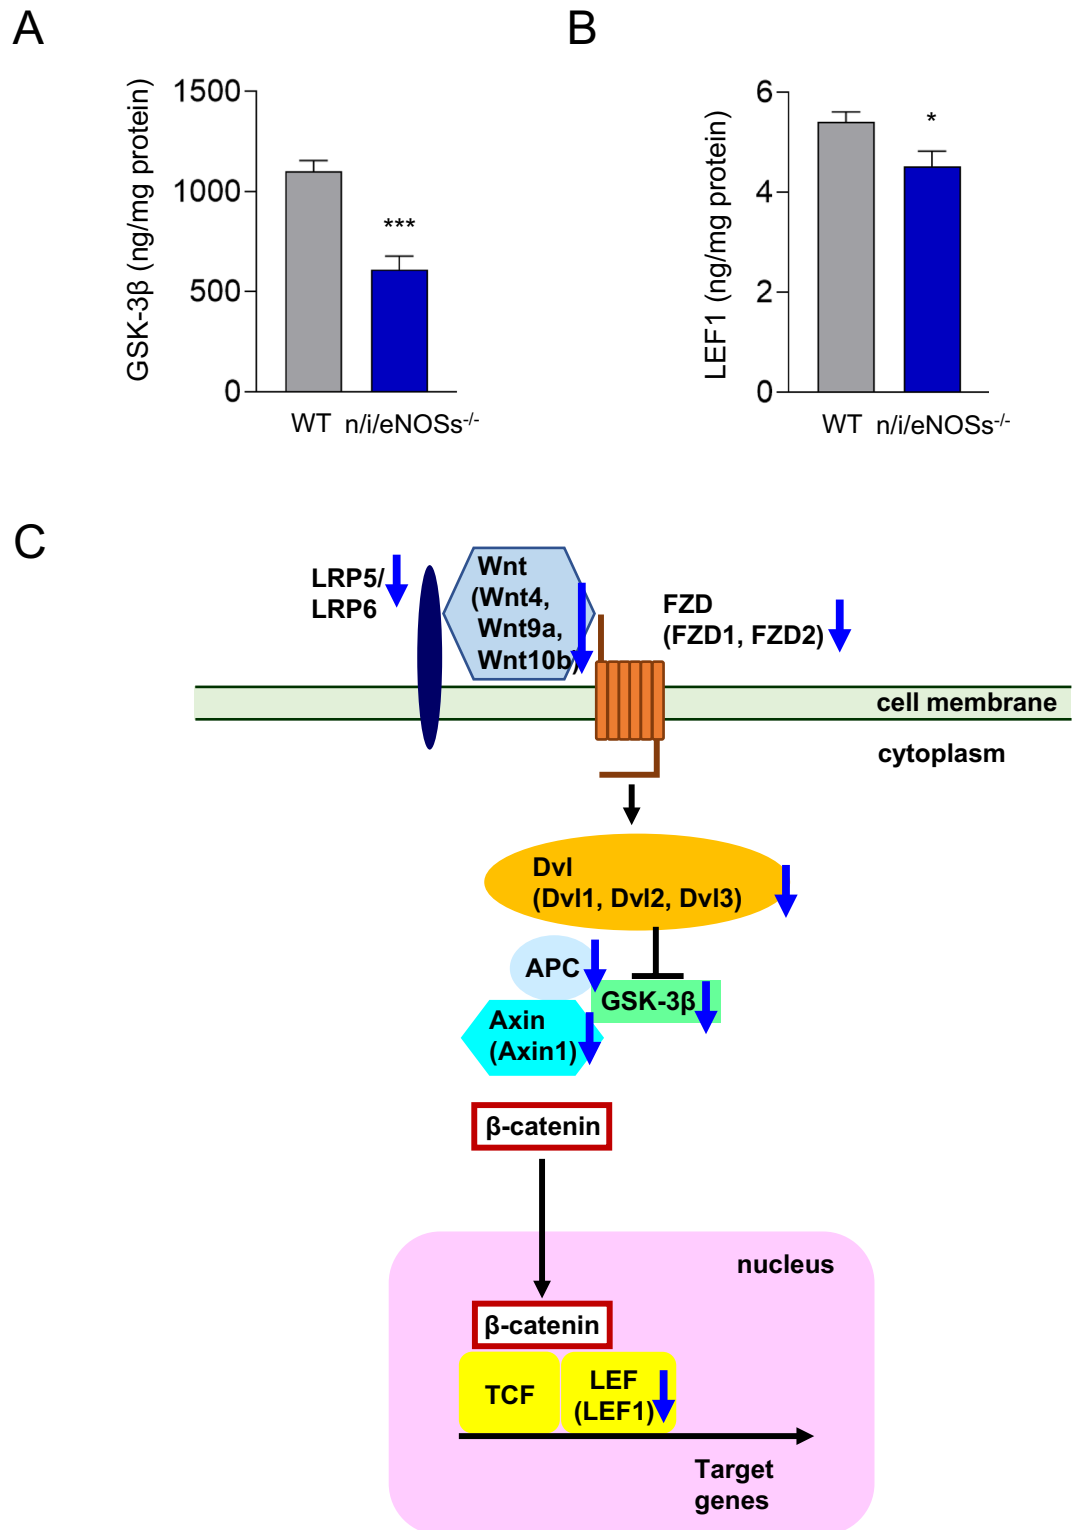 A
GSK-3β (ng/mg protein)
1500
1000
500
0
***
WT n/i/eNOSs-/-
B
LEF1 (ng/mg protein)
6
4
2
0
*
WT n/i/eNOSs-/-
C
LRP5/
LRP6
Wnt
(Wnt4,
Wnt9a,
Wnt10b)
FZD
(FZD1, FZD2)
cell membrane
cytoplasm
Dvl
(Dvl1, Dvl2, Dvl3)
APC
GSK-3β
Axin
(Axin1)
β-catenin
nucleus
β-catenin
TCF
LEF
(LEF1)
Target
genes